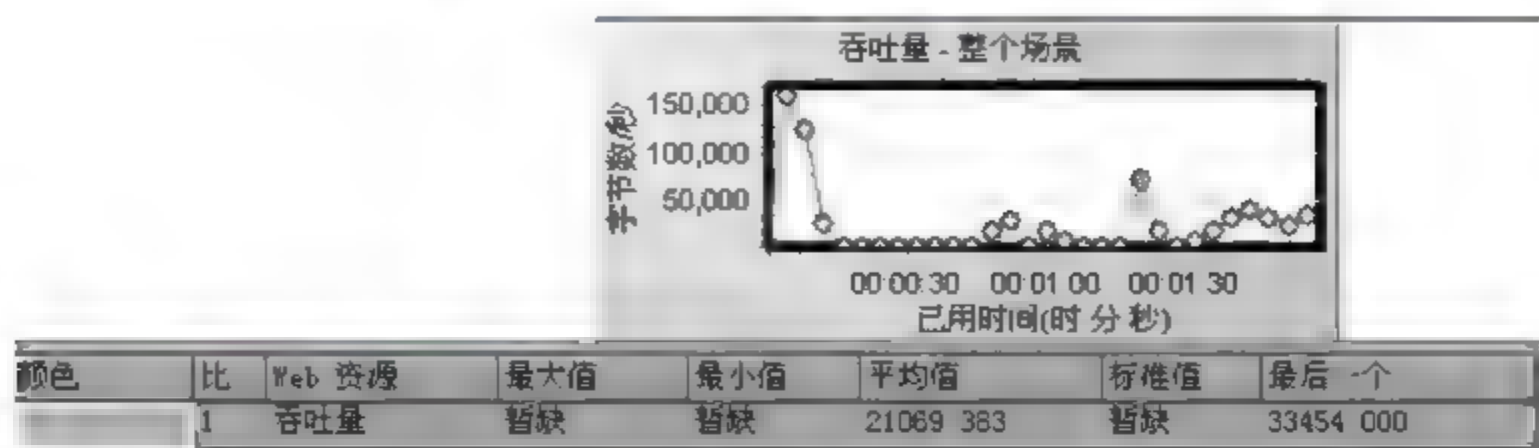 吞吐量 - 整个场景
字节数/秒
150,000
100,000
50,000
00:00:30 00:01:00 00:01:30
已用时间(时:分:秒)
颜色 比 Web 资源 最大值 最小值 平均值 标准值 最后一个
1 吞吐量 暂缺 暂缺 21069.383 暂缺 33454.000